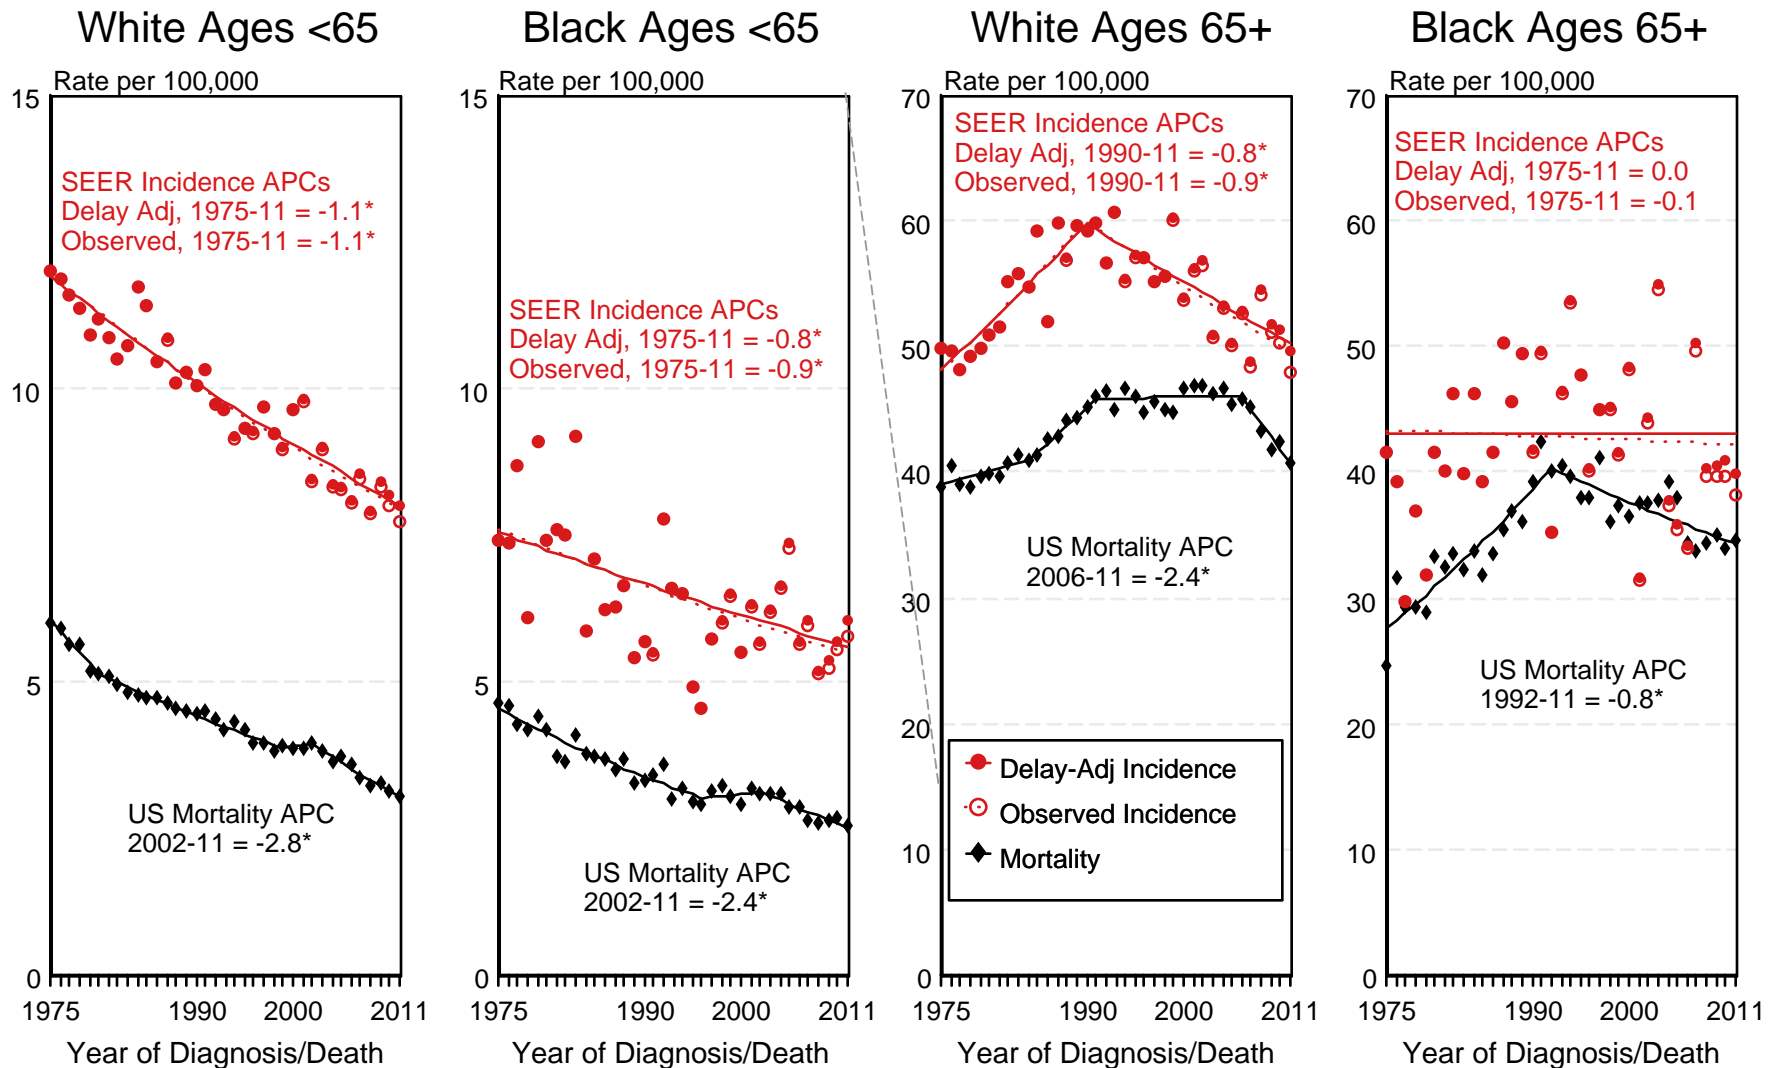 White Ages <65
Rate per 100,000
15
10
5
0
SEER Incidence APCs
Delay Adj, 1975-11 = -1.1*
Observed, 1975-11 = -1.1*
US Mortality APC
2002-11 = -2.8*
1975
1990
2000
2011
Year of Diagnosis/Death
Black Ages <65
Rate per 100,000
15
10
5
0
SEER Incidence APCs
Delay Adj, 1975-11 = -0.8*
Observed, 1975-11 = -0.9*
US Mortality APC
2002-11 = -2.4*
1975
1990
2000
2011
Year of Diagnosis/Death
White Ages 65+
Rate per 100,000
70
60
50
40
30
20
10
0
SEER Incidence APCs
Delay Adj, 1990-11 = -0.8*
Observed, 1990-11 = -0.9*
US Mortality APC
2006-11 = -2.4*
Delay-Adj Incidence
Observed Incidence
Mortality
1975
1990
2000
2011
Year of Diagnosis/Death
Black Ages 65+
Rate per 100,000
70
60
50
40
30
20
10
0
SEER Incidence APCs
Delay Adj, 1975-11 = 0.0
Observed, 1975-11 = -0.1
US Mortality APC
1992-11 = -0.8*
1975
1990
2000
2011
Year of Diagnosis/Death